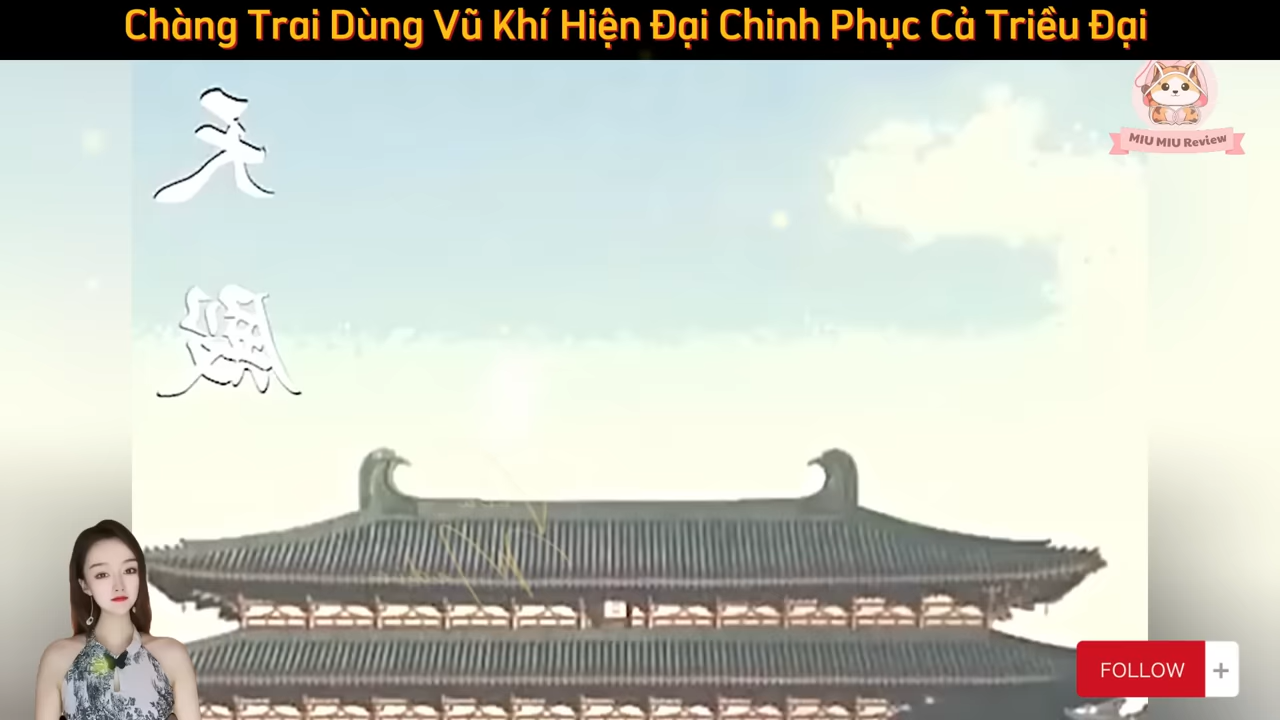 Chàng Trai Dùng Vũ Khí Hiện Đại Chinh Phục Cả Triều Đại
MIU MIU Review
天
FOLLOW +